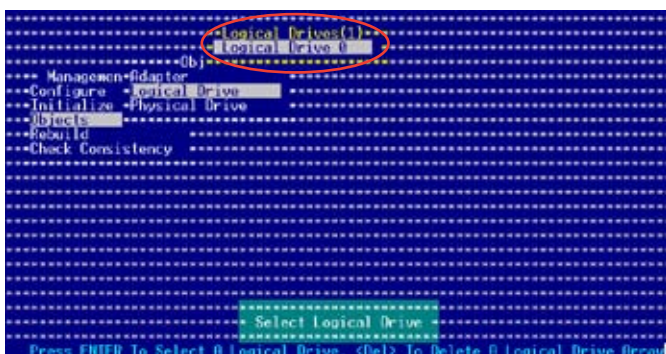 Logical Drives(1)
Logical Drive 0
Obj
Managemen Adapter
Configure Logical Drive
Initialize Physical Drive
Objects
Rebuild
Check Consistency
Select Logical Drive
Press ENTER To Select A Logical Drive, <Del> To Delete A Logical Drive Array